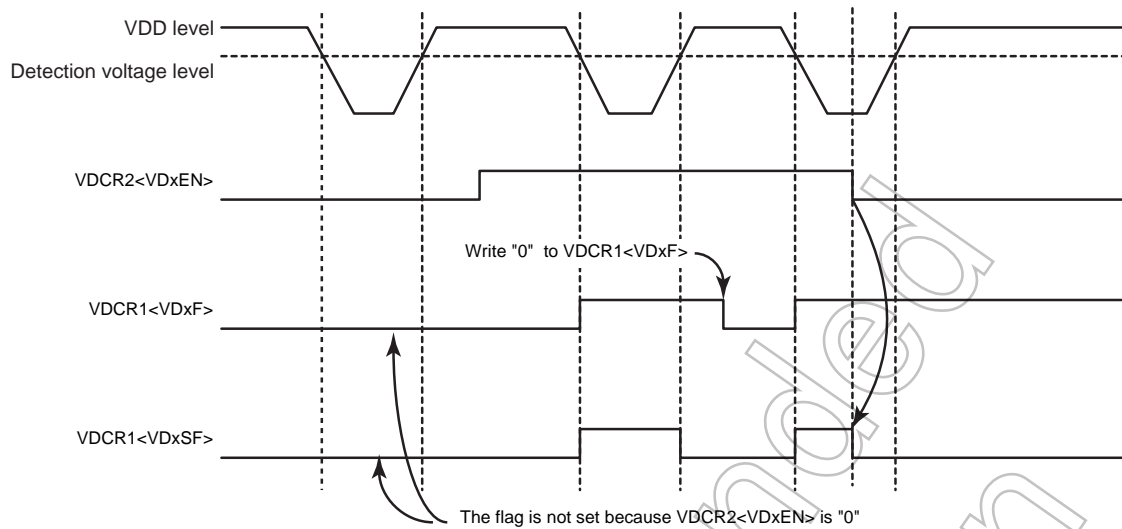 VDD level
Detection voltage level
VDCR2<VDxEN>
Write "0" to VDCR1<VDxF>
VDCR1<VDxF>
VDCR1<VDxSF>
The flag is not set because VDCR2<VDxEN> is "0"